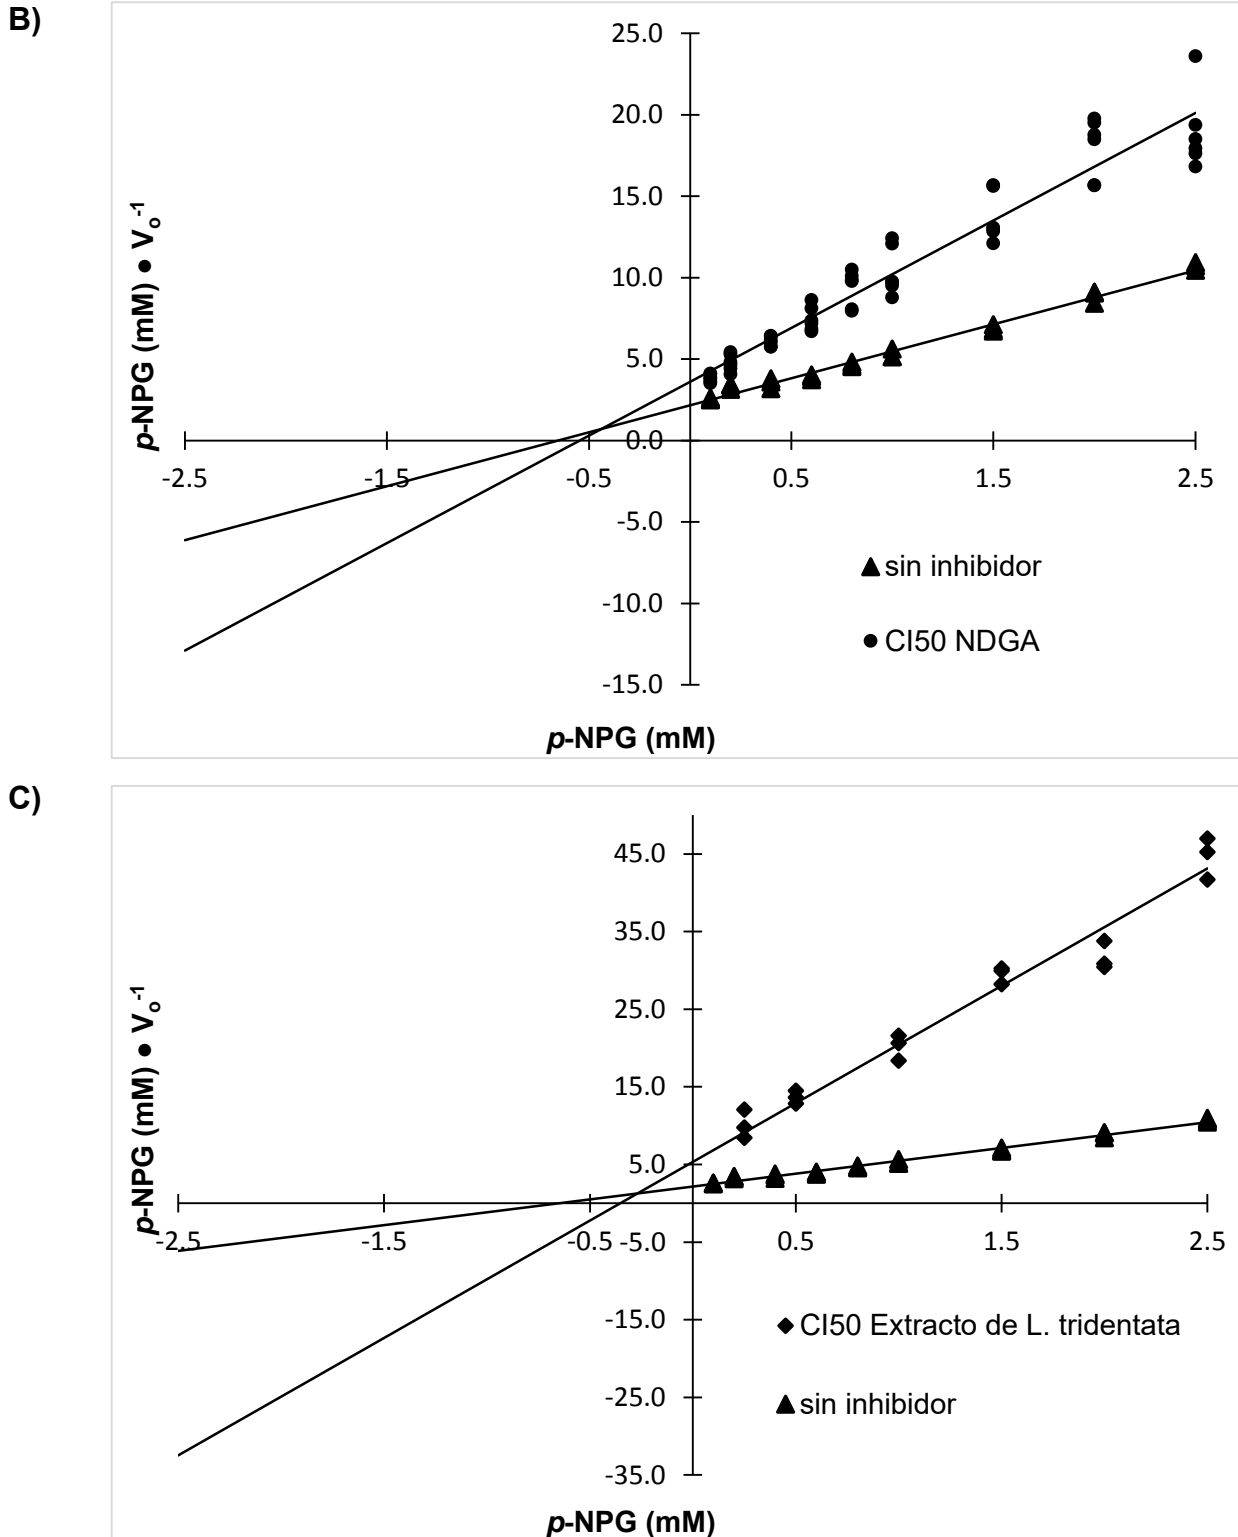 B)
25.0
20.0
15.0
10.0
5.0
0.0
-2.5 -1.5 -0.5 0.5 1.5 2.5
-5.0
-10.0
-15.0
p-NPG (mM) ● Vo-1
sin inhibidor
CI50 NDGA
p-NPG (mM)
C)
45.0
35.0
25.0
15.0
5.0
-2.5 -1.5 -0.5 0.5 1.5 2.5
-5.0
-15.0
-25.0
-35.0
p-NPG (mM) ● Vo-1
CI50 Extracto de L. tridentata
sin inhibidor
p-NPG (mM)